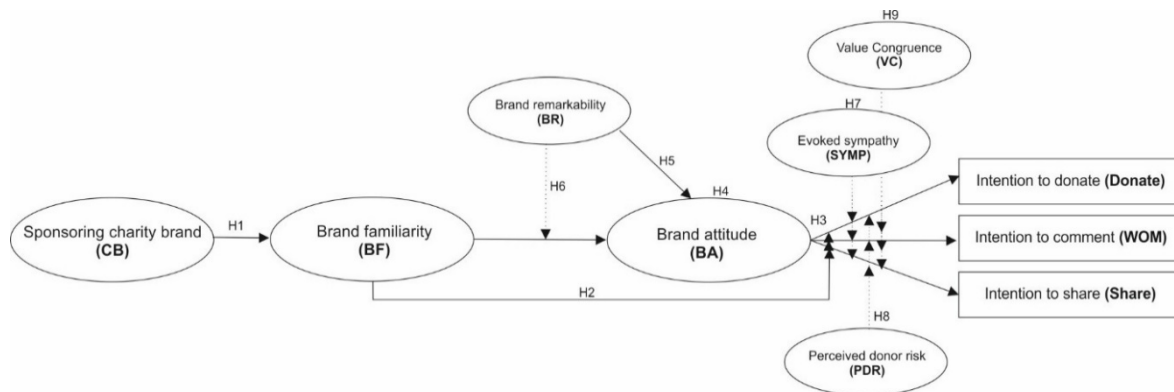 H9
Value Congruence
(VC)
H7
Brand remarkability
(BR)
Evoked sympathy
(SYMP)
H5
H6
H4
Intention to donate (Donate)
H1
H3
Sponsoring charity brand
(CB)
Brand familiarity
(BF)
Brand attitude
(BA)
Intention to comment (WOM)
H2
Intention to share (Share)
H8
Perceived donor risk
(PDR)